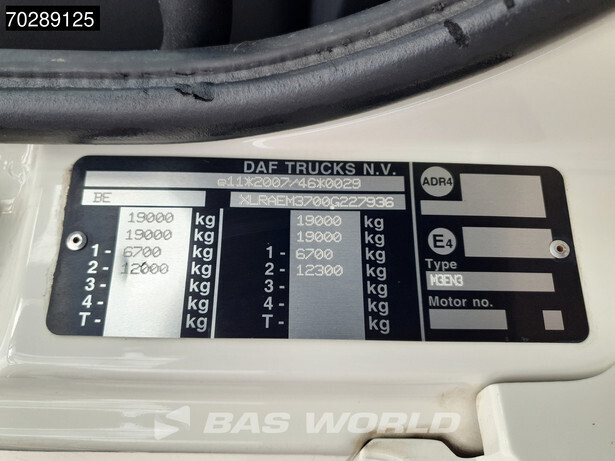 70289125
DAF TRUCKS N.V.
e11*2007/46*0029
BE XLRAEM3700G227936
19000 kg 19000 kg
19000 kg 19000 kg
1- 6700 kg 1- 6700 kg
2- 12000 kg 2- 12300 kg
3- kg 3- kg
4- kg 4- kg
T- kg T- kg
ADR4
E4
Type
M3EN3
Motor no.
BAS WORLD